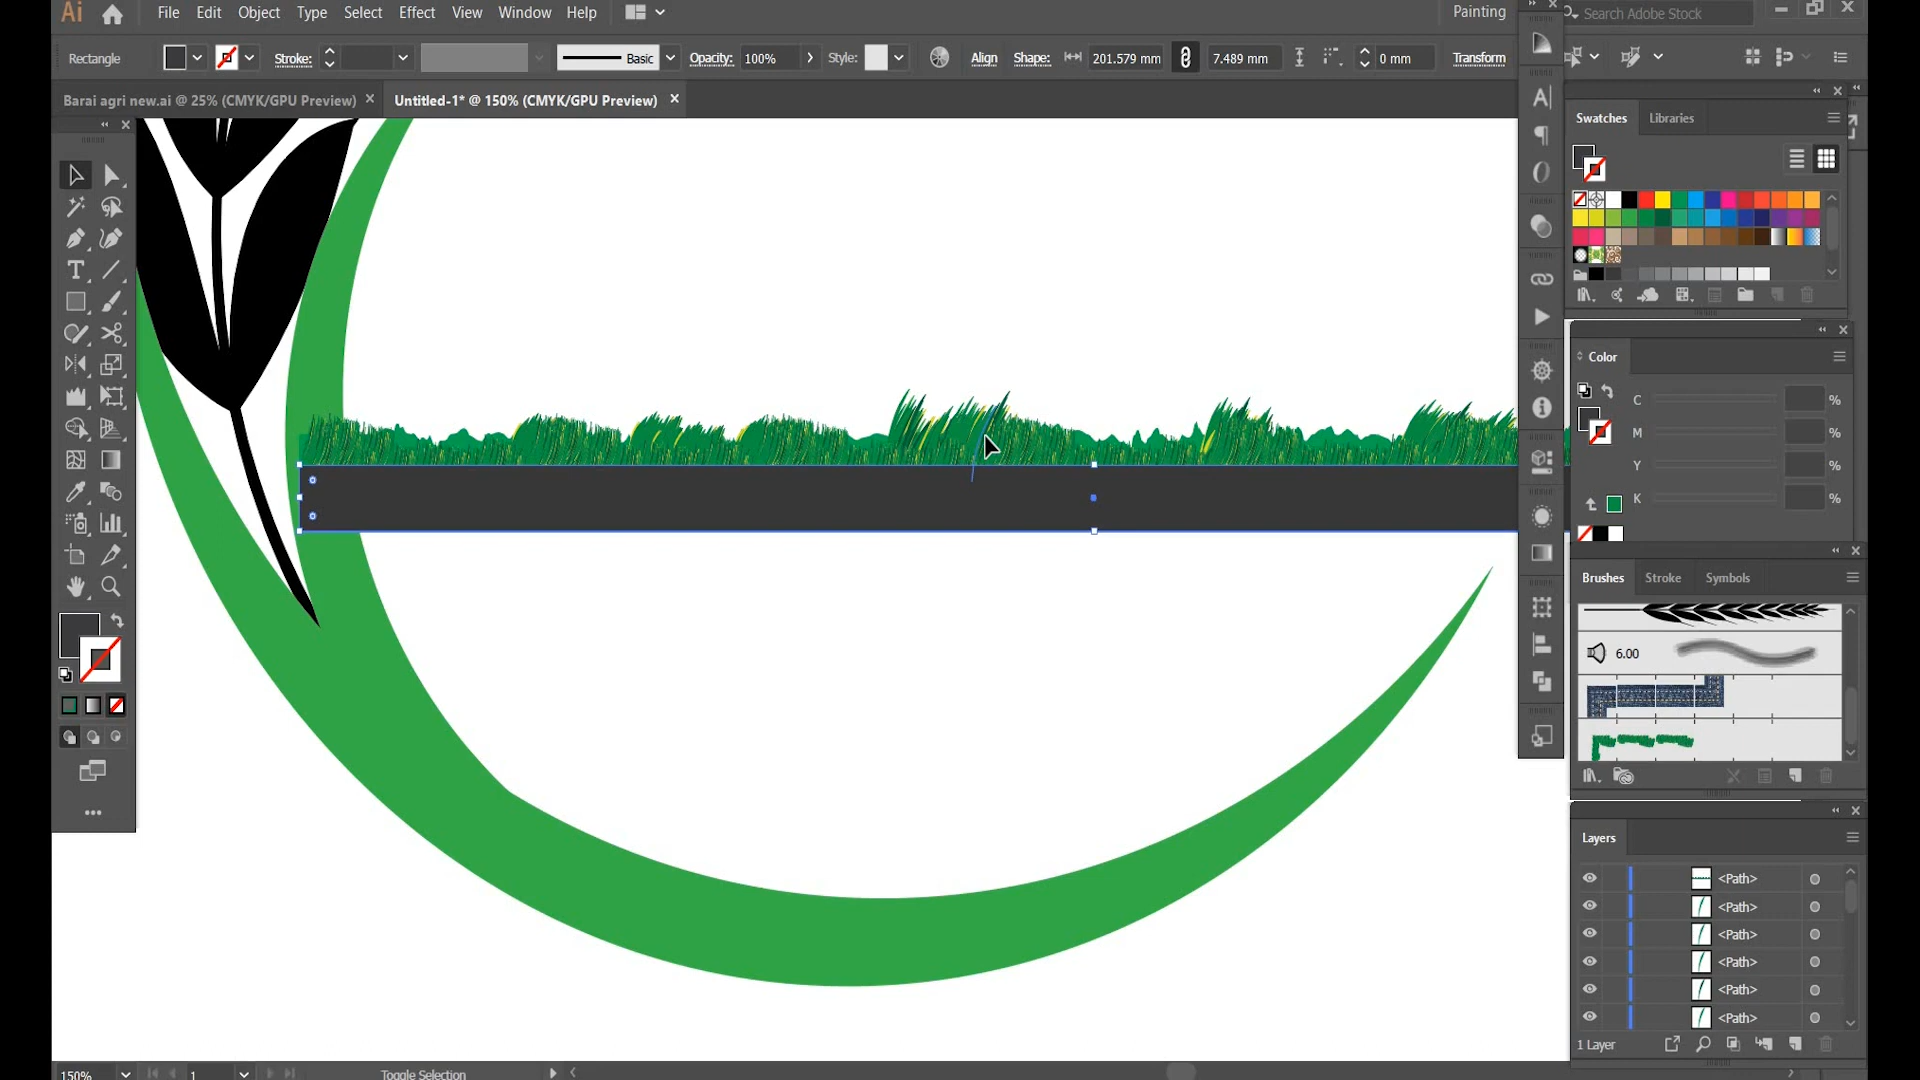 Ai File Edit Object Type Select Effect View Window Help Painting Search Adobe Stock
Rectangle Stroke: Basic Opacity: 100% Style: Align Shape: 201.579 mm 7.489 mm 0 mm Transform
Barai agri new.ai @ 25% (CMYK/GPU Preview) Untitled-1* @ 150% (CMYK/GPU Preview)
Swatches Libraries
Color
C %
M %
Y %
K %
Brushes Stroke Symbols
6.00
Layers
<Path>
<Path>
<Path>
<Path>
<Path>
<Path>
1 Layer
150% 1 Toggle Selection